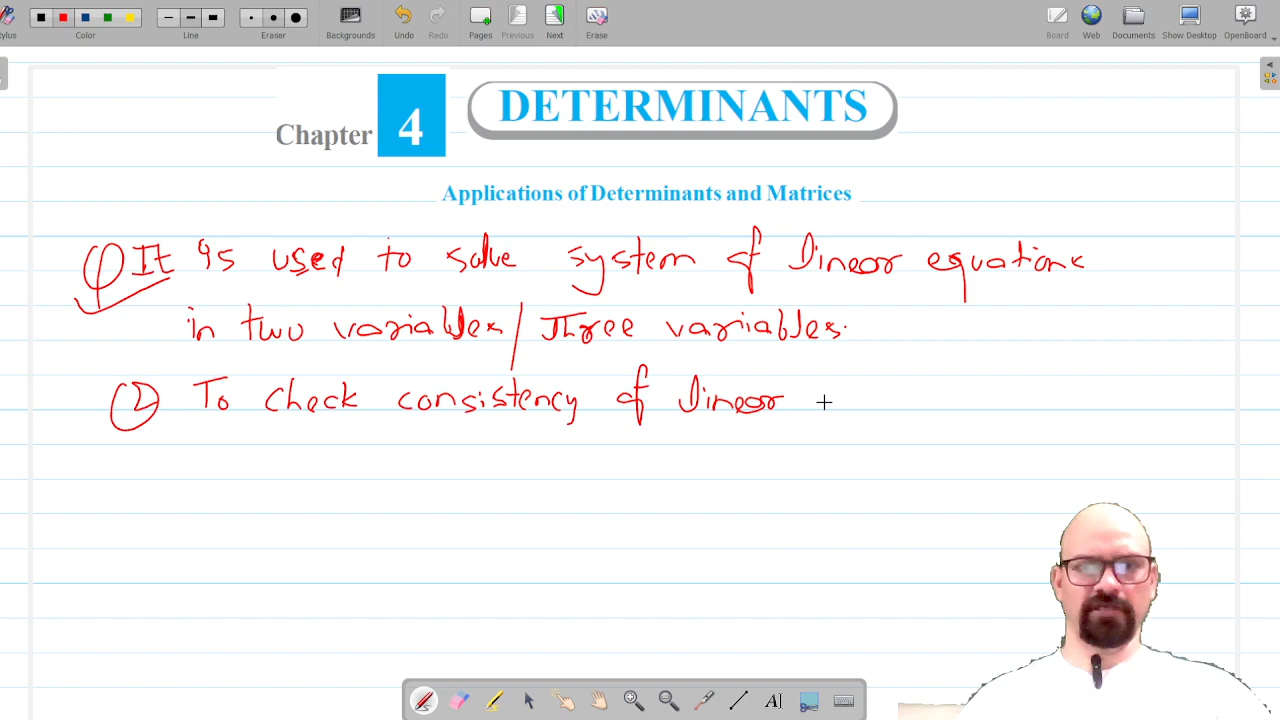 Stylus Color Line Eraser Backgrounds Undo Redo Pages Previous Next Erase Board Web Documents Show Desktop OpenBoard
Chapter 4 DETERMINANTS
Applications of Determinants and Matrices
① It is used to solve system of linear equations
in two variables/Three variables.
② To check consistency of linear